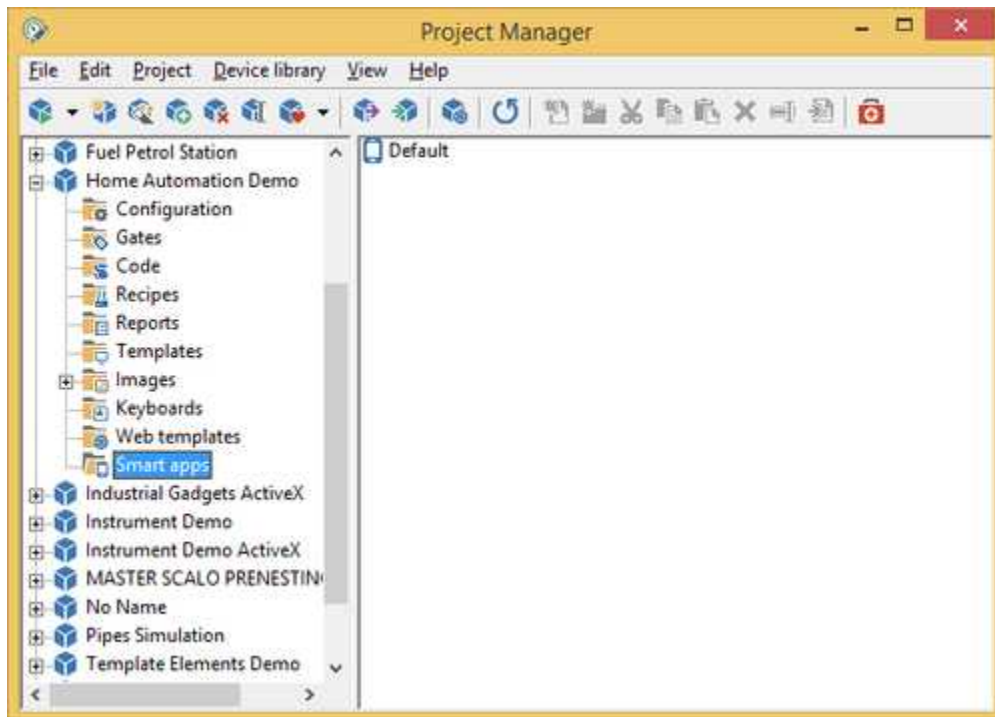 Project Manager
File Edit Project Device library View Help
Fuel Petrol Station
Home Automation Demo
Configuration
Gates
Code
Recipes
Reports
Templates
Images
Keyboards
Web templates
Smart apps
Industrial Gadgets ActiveX
Instrument Demo
Instrument Demo ActiveX
MASTER SCALO PRENESTIN
No Name
Pipes Simulation
Template Elements Demo
Default